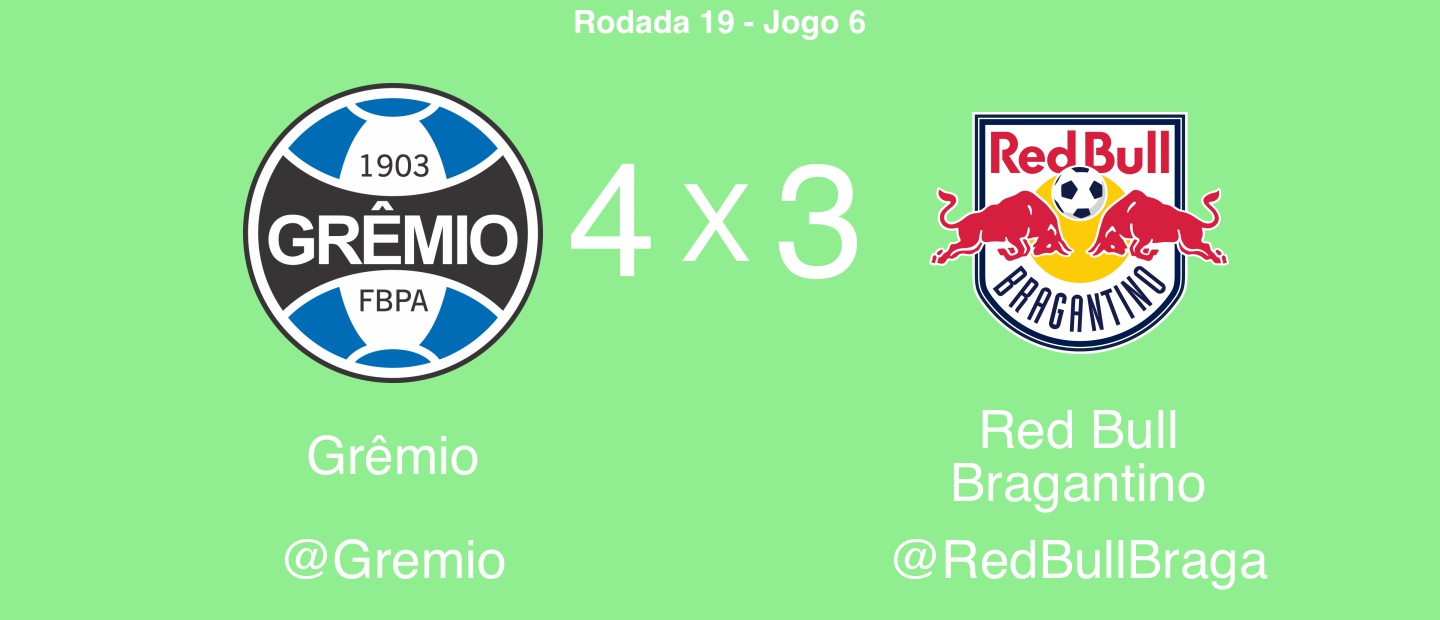 Rodada 19 - Jogo 6
1903
GRÊMIO
FBPA
4 x 3
Red Bull
BRAGANTINO
Grêmio
Red Bull
Bragantino
@Gremio
@RedBullBraga